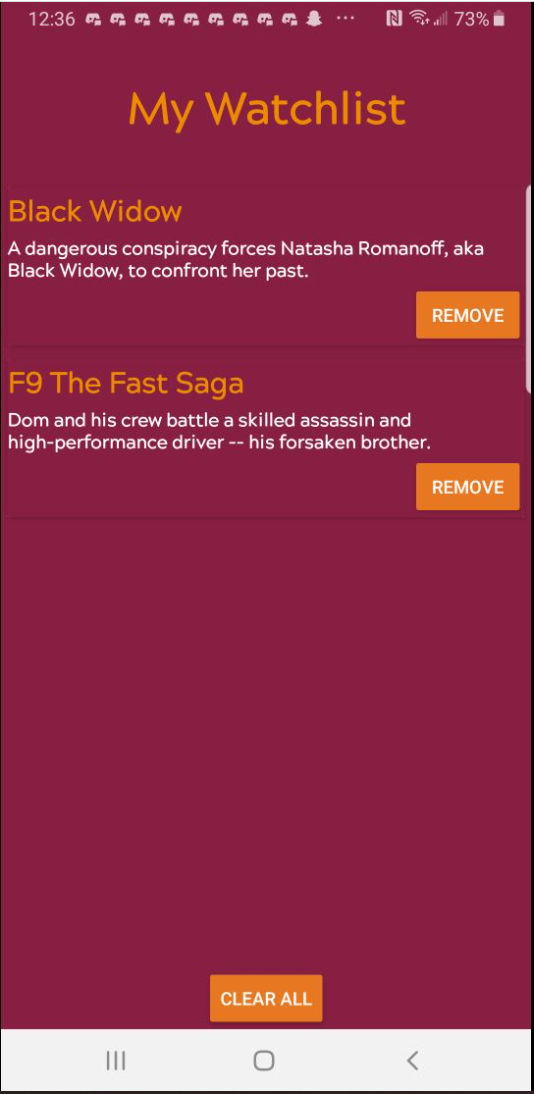 12:36 73%
My Watchlist
Black Widow
A dangerous conspiracy forces Natasha Romanoff, aka
Black Widow, to confront her past.
REMOVE
F9 The Fast Saga
Dom and his crew battle a skilled assassin and
high-performance driver -- his forsaken brother.
REMOVE
CLEAR ALL